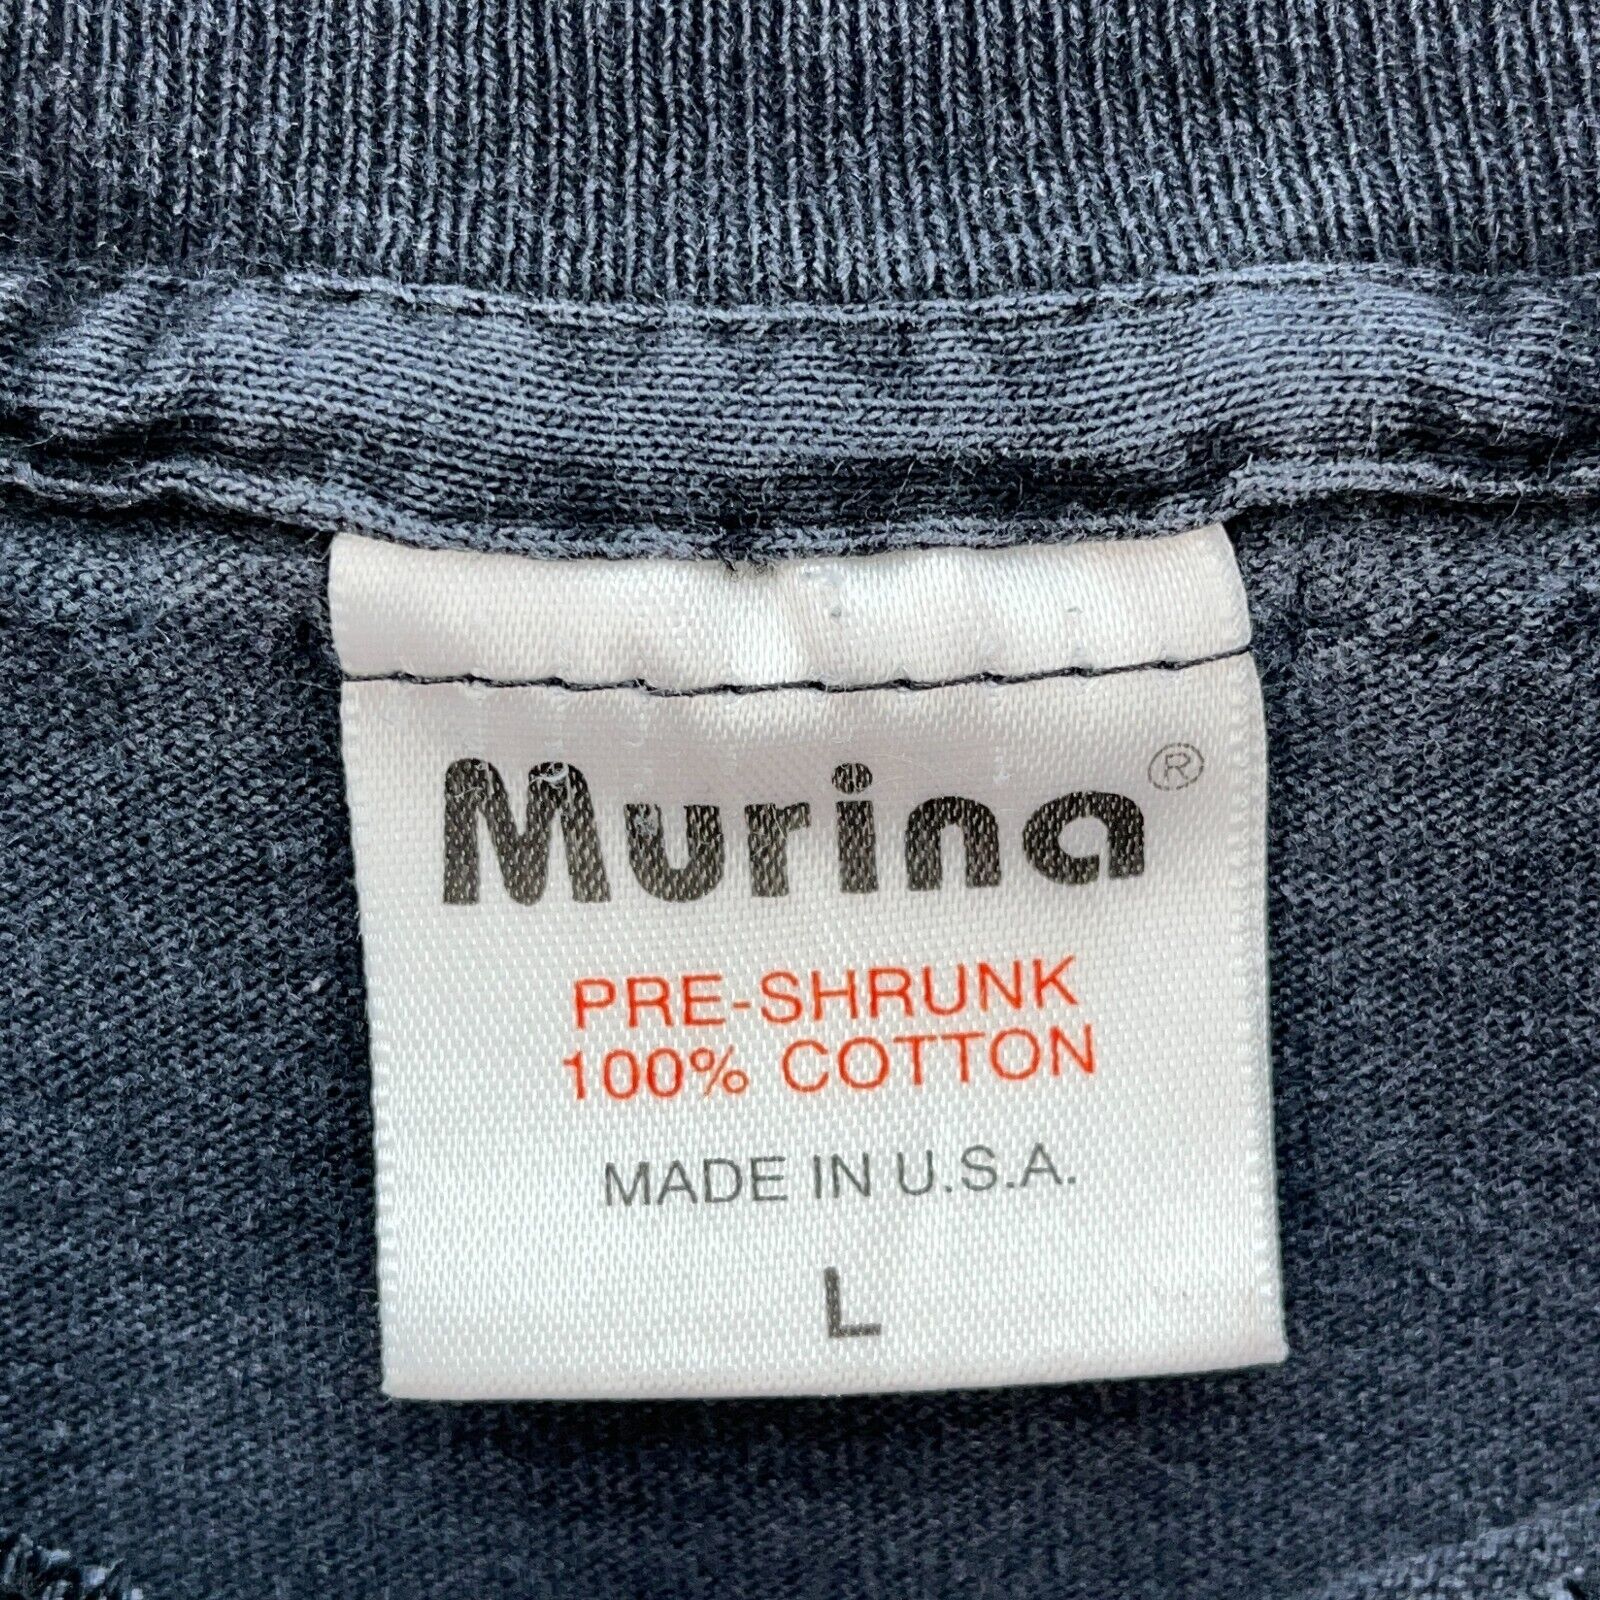 Murina®
PRE-SHRUNK
100% COTTON
MADE IN U.S.A.
L